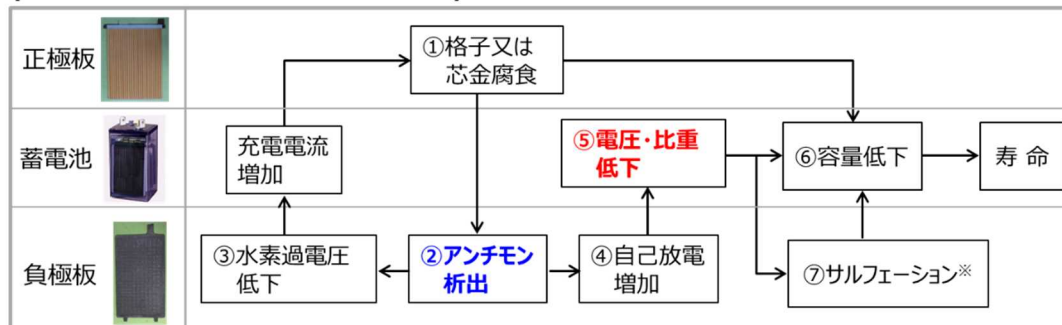 正極板
①格子又は
芯金腐食
蓄電池
充電電流
増加
⑤電圧・比重
低下
⑥容量低下
寿 命
負極板
③水素過電圧
低下
②アンチモン
析出
④自己放電
増加
⑦サルフェーション※